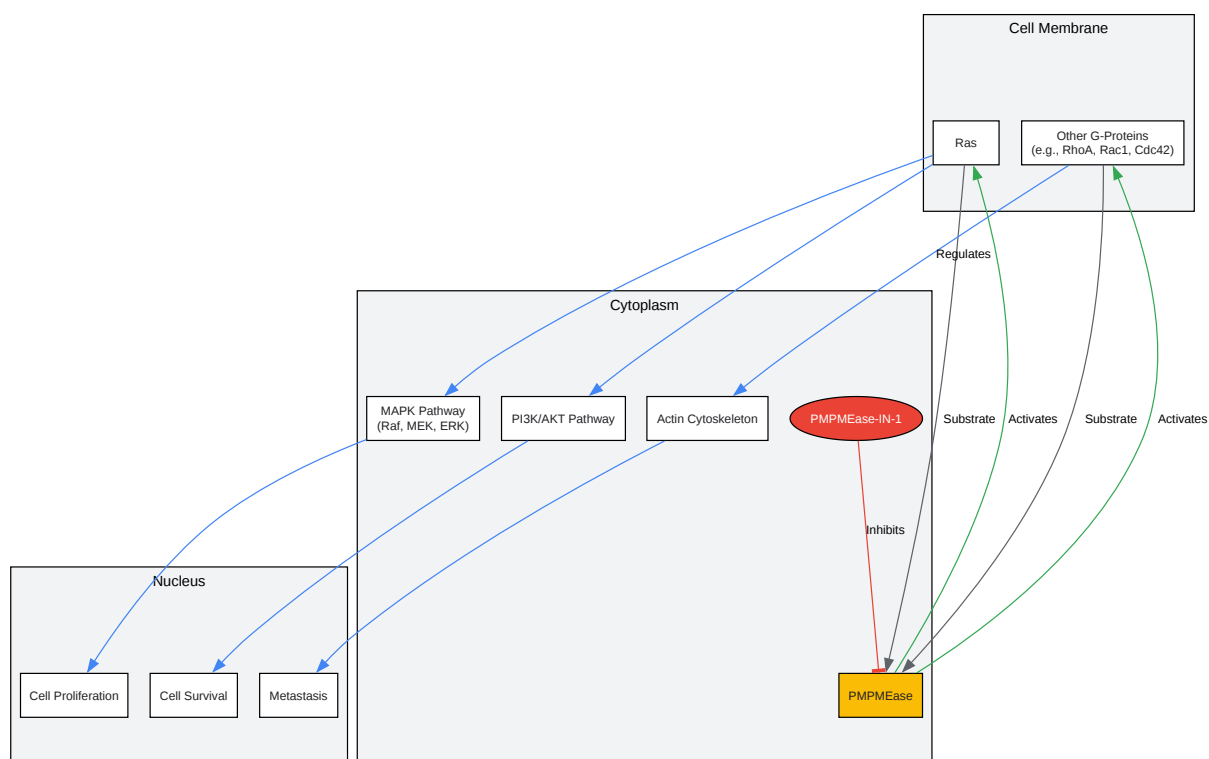 Cell Membrane
Ras
Other G-Proteins
(e.g., RhoA, Rac1, Cdc42)
Regulates
Cytoplasm
MAPK Pathway
(Raf, MEK, ERK)
PI3K/AKT Pathway
Actin Cytoskeleton
PMPMEase-IN-1
Substrate
Activates
Substrate
Activates
Inhibits
Nucleus
Cell Proliferation
Cell Survival
Metastasis
PMPMEase